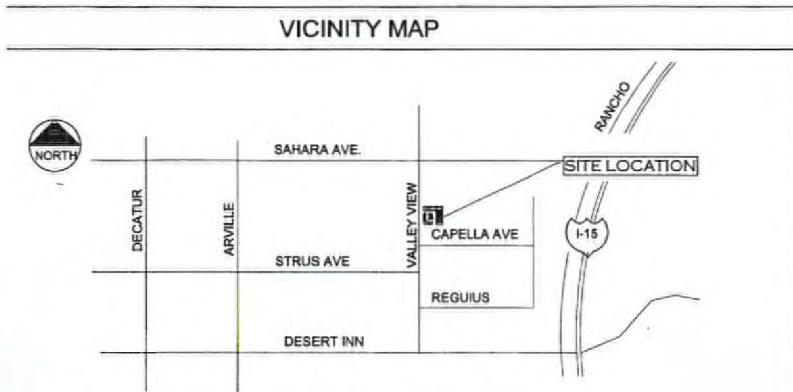 VICINITY MAP
RANCHO
NORTH
SAHARA AVE.
SITE LOCATION
DECATUR
ARVILLE
VALLEY VIEW
CAPELLA AVE
I-15
STRUS AVE
REGUIUS
DESERT INN